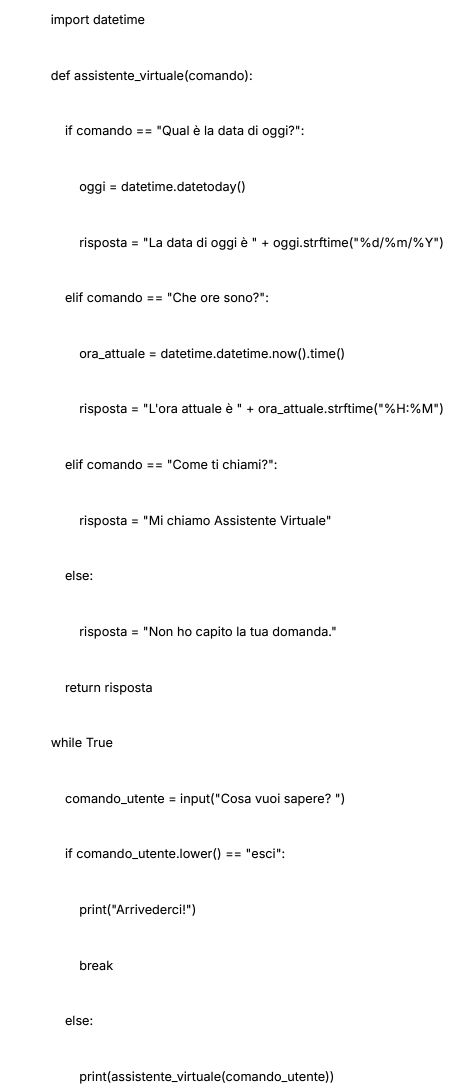 import datetime
def assistente_virtuale(comando):
if comando == "Qual è la data di oggi?":
oggi = datetime.datetoday()
risposta = "La data di oggi è " + oggi.strftime("%d/%m/%Y")
elif comando == "Che ore sono?":
ora_attuale = datetime.datetime.now().time()
risposta = "L'ora attuale è " + ora_attuale.strftime("%H:%M")
elif comando == "Come ti chiami?":
risposta = "Mi chiamo Assistente Virtuale"
else:
risposta = "Non ho capito la tua domanda."
return risposta
while True
comando_utente = input("Cosa vuoi sapere? ")
if comando_utente.lower() == "esci":
print("Arrivederci!")
break
else:
print(assistente_virtuale(comando_utente))